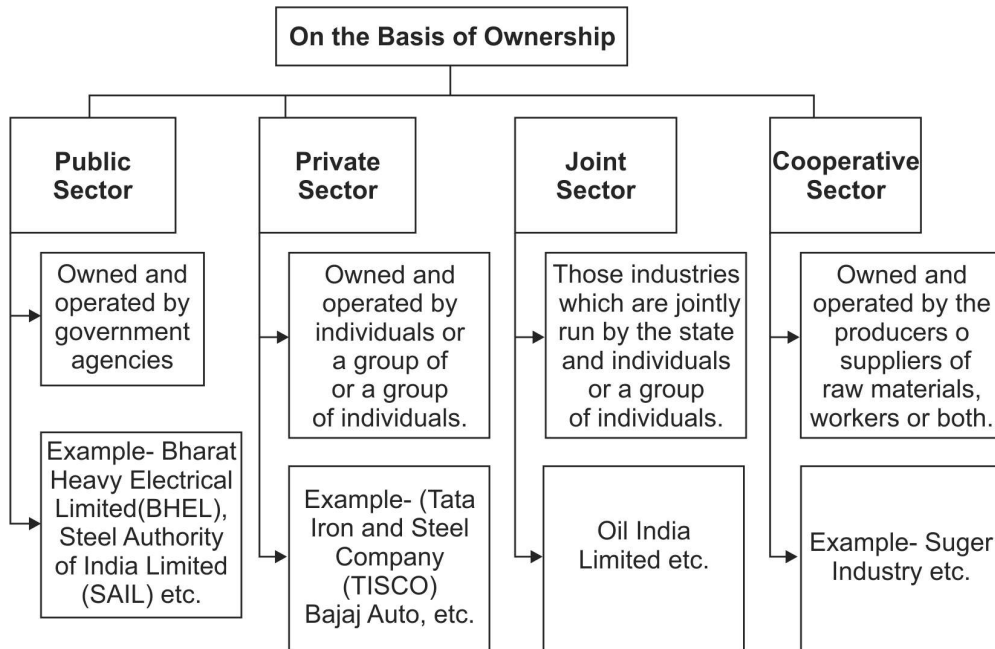 On the Basis of Ownership
Public
Sector
Owned and
operated by
government
agencies
Example- Bharat
Heavy Electrical
Limited(BHEL),
Steel Authority
of India Limited
(SAIL) etc.
Private
Sector
Owned and
operated by
individuals or
a group of
or a group
of individuals.
Example- (Tata
Iron and Steel
Company
(TISCO)
Bajaj Auto, etc.
Joint
Sector
Those industries
which are jointly
run by the state
and individuals
or a group
of individuals.
Oil India
Limited etc.
Cooperative
Sector
Owned and
operated by the
producers o
suppliers of
raw materials,
workers or both.
Example- Suger
Industry etc.